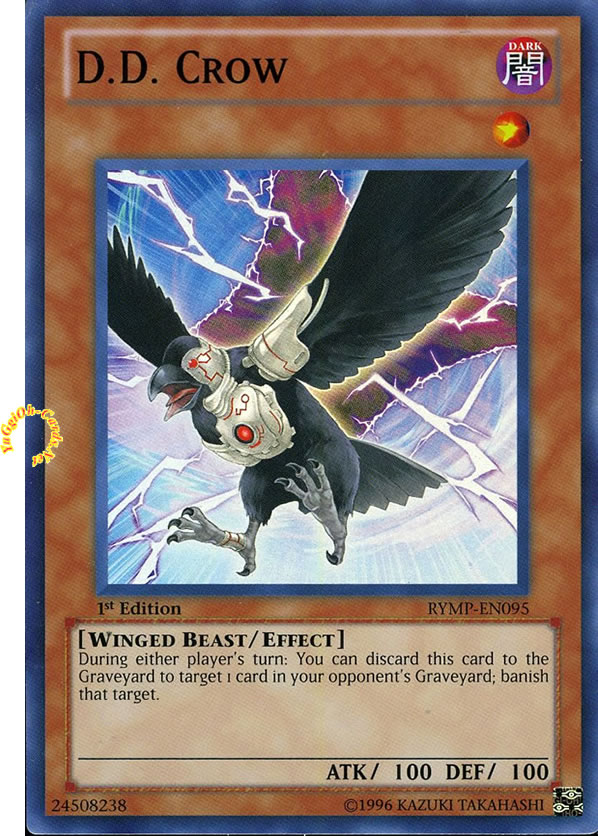 D.D. Crow
DARK
闇
YuGgiOh-Cards.Net
1st Edition
RYMP-EN095
[Winged Beast/Effect]
During either player's turn: You can discard this card to the
Graveyard to target 1 card in your opponent's Graveyard; banish
that target.
ATK/ 100 DEF/ 100
24508238
©1996 KAZUKI TAKAHASHI